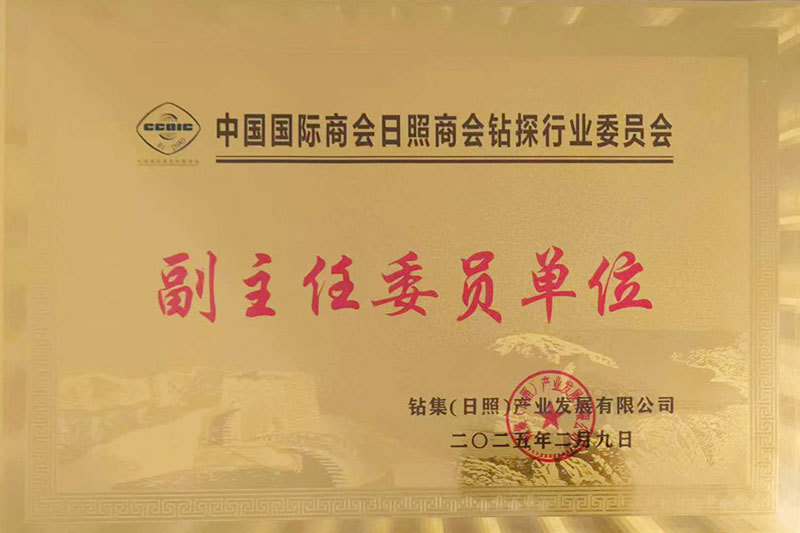 CCOIC
中国国际商会日照商会钻探行业委员会
副主任委员单位
钻集(日照)产业发展有限公司
二〇二五年二月九日